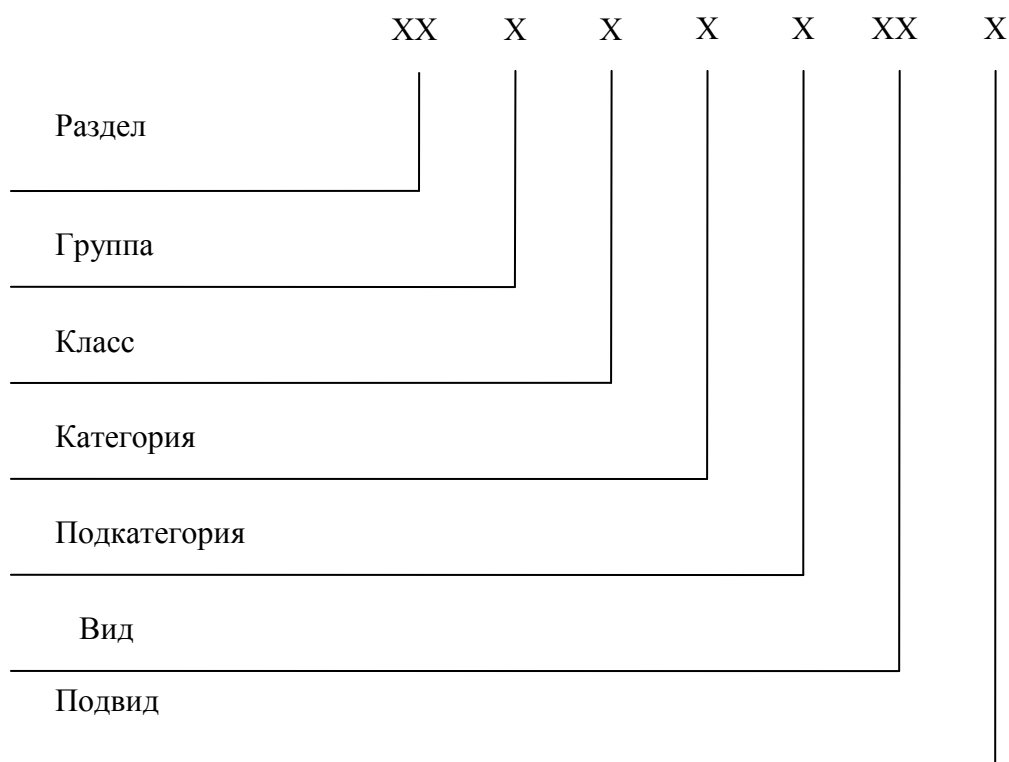 XX X X X X XX X
Раздел
Группа
Класс
Категория
Подкатегория
Вид
Подвид